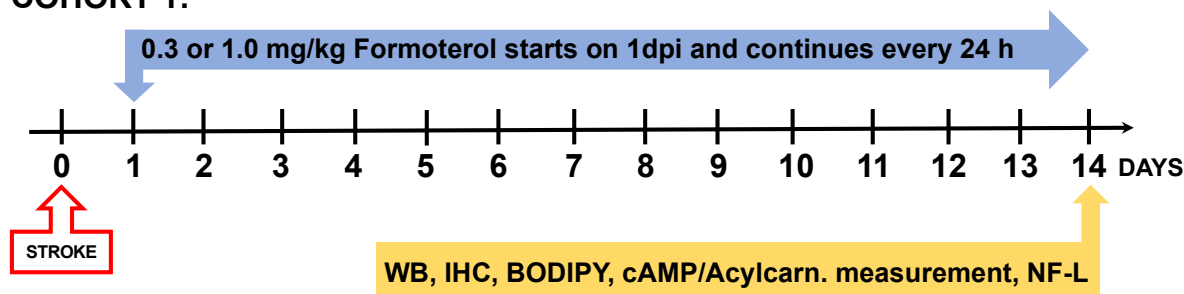 COHORT 1:
0.3 or 1.0 mg/kg Formoterol starts on 1dpi and continues every 24 h
0 1 2 3 4 5 6 7 8 9 10 11 12 13 14 DAYS
STROKE
WB, IHC, BODIPY, cAMP/Acylcarn. measurement, NF-L